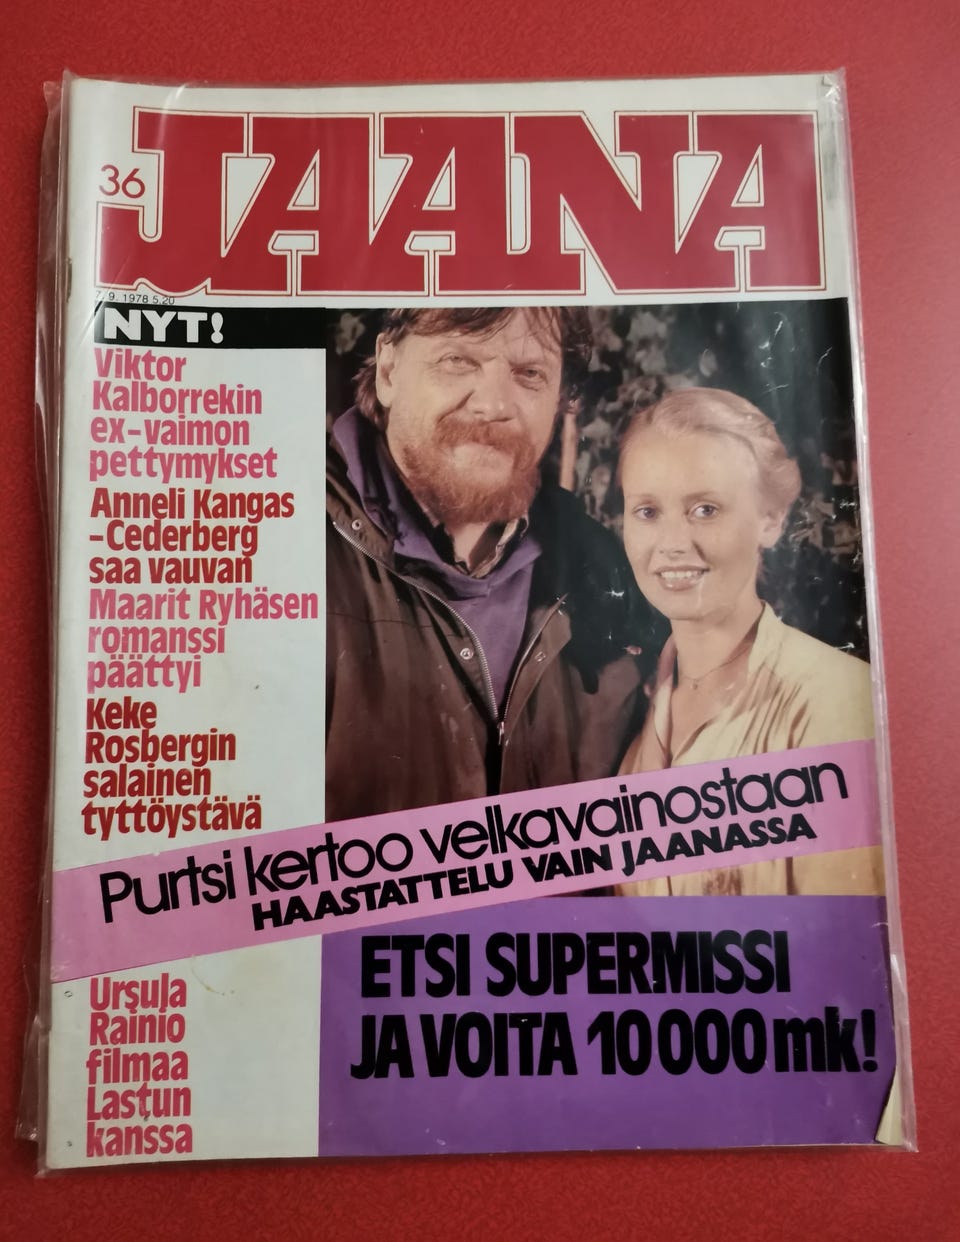 JAANA
36
7. 9. 1978 5,20
NYT!
Viktor
Kalborrekin
ex-vaimon
pettymykset
Anneli Kangas
-Cederberg
saa vauvan
Maarit Ryhäsen
romanssi
päättyi
Keke
Rosbergin
salainen
tyttöystävä
Purtsi kertoo velkavainostaan
HAASTATTELU VAIN JAANASSA
ETSI SUPERMISSI
JA VOITA 10 000 mk!
Ursula
Rainio
filmaa
Lastun
kanssa